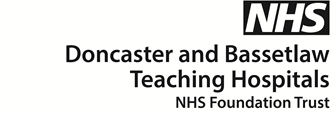 NHS
Doncaster and Bassetlaw
Teaching Hospitals
NHS Foundation Trust